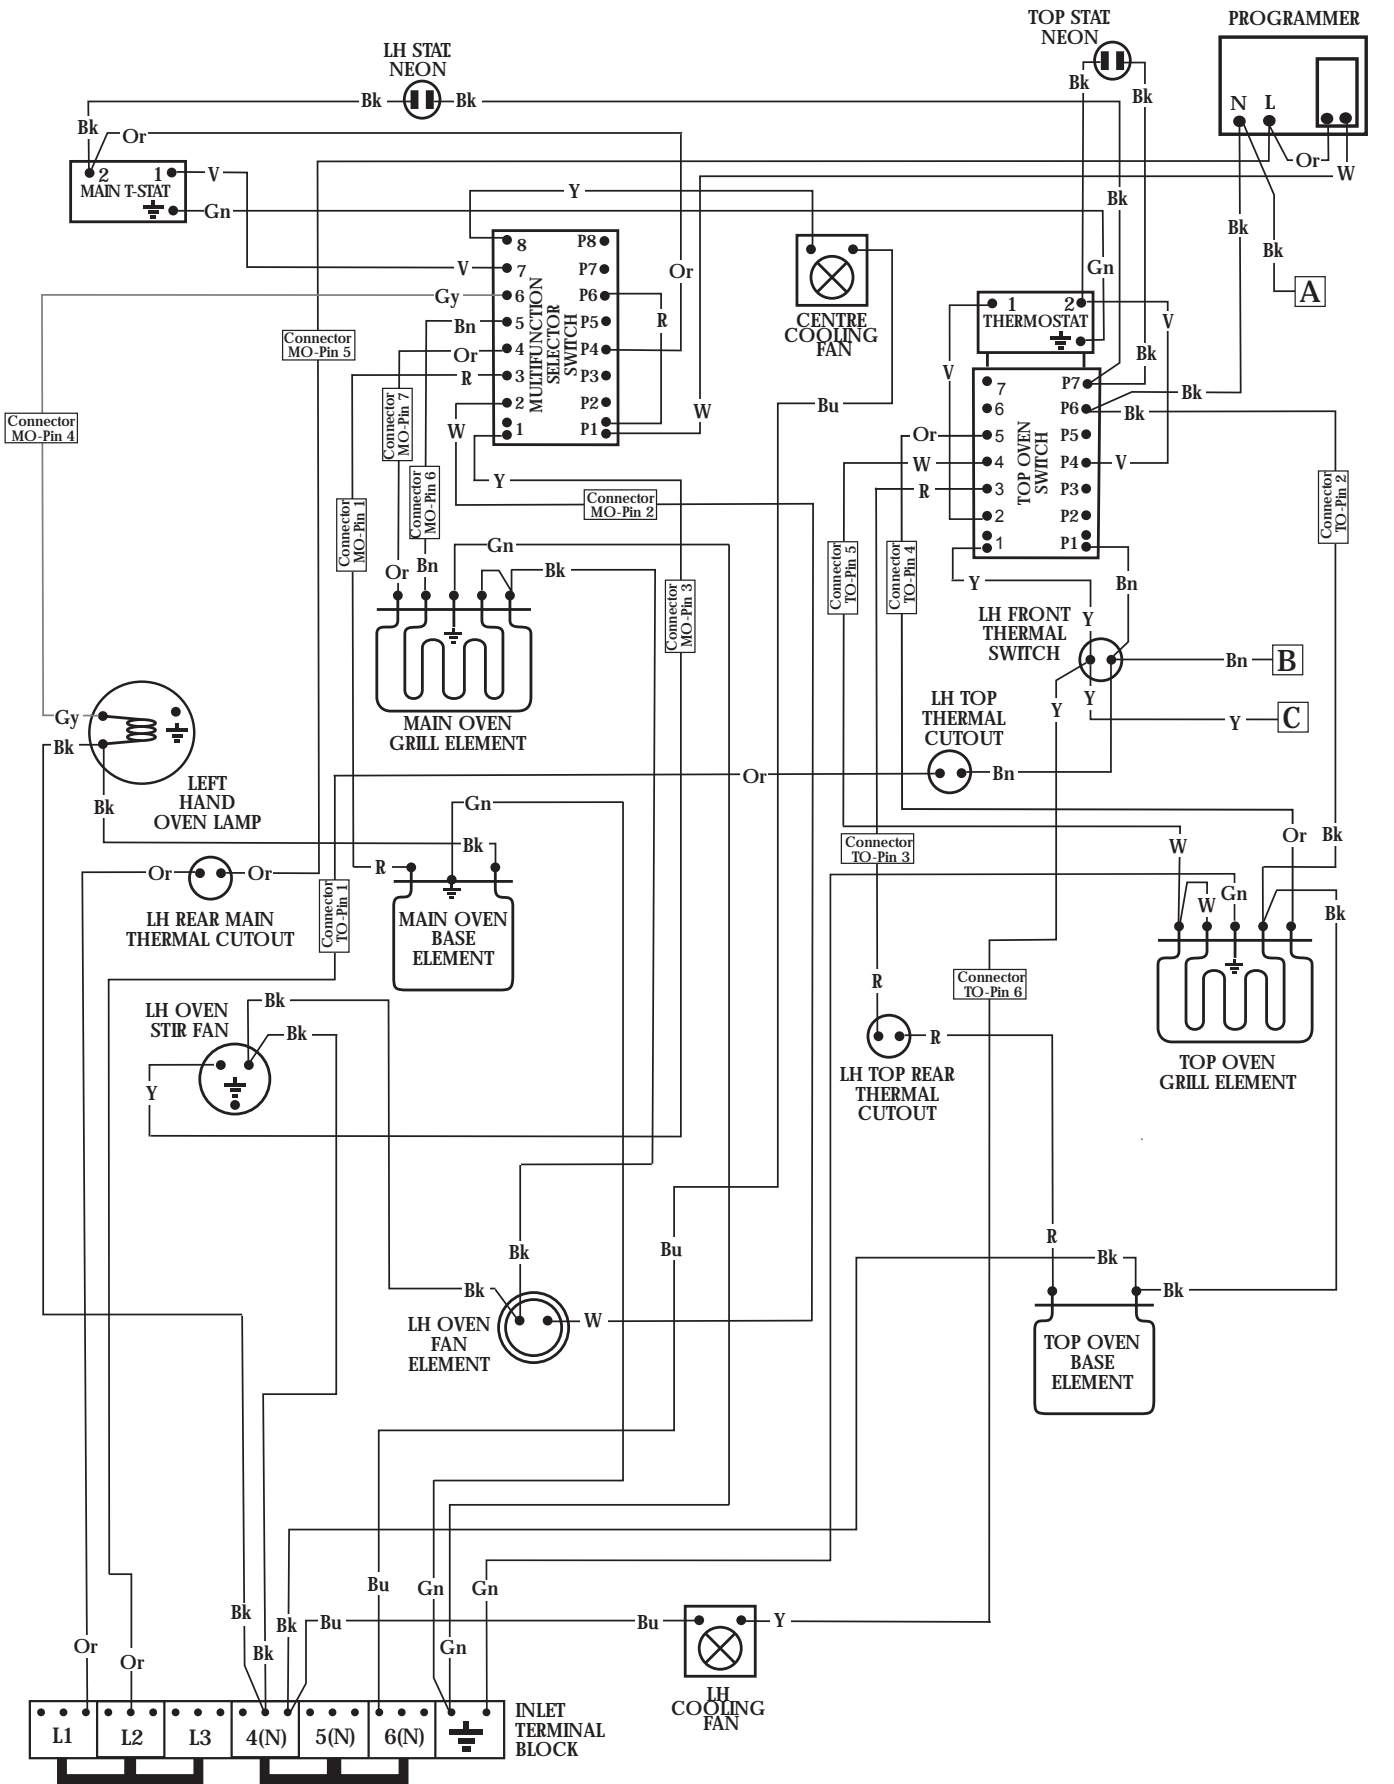 TOP STAT.
NEON
PROGRAMMER
LH STAT.
NEON
Bk
Bk
Bk
Bk
N
L
Bk
Or
Or
W
2
1
MAIN T-STAT
V
Gn
Y
Bk
Bk
Bk
A
8
7
6
5
4
3
2
1
MULTIFUNCTION
SELECTOR
SWITCH
P8
P7
P6
P5
P4
P3
P2
P1
V
Gy
Bn
Or
R
W
Y
Or
R
W
Gn
CENTRE
COOLING
FAN
1
2
THERMOSTAT
V
V
Bk
Bk
Bk
Bu
Connector
MO-Pin 5
Connector
MO-Pin 4
Connector
MO-Pin 7
Connector
MO-Pin 6
Connector
MO-Pin 1
Connector
MO-Pin 2
Connector
MO-Pin 3
7
6
5
4
3
2
1
TOP OVEN
SWITCH
P7
P6
P5
P4
P3
P2
P1
Or
W
R
V
Y
Bn
Connector
TO-Pin 5
Connector
TO-Pin 4
Connector
TO-Pin 2
Or
Bn
Gn
Bk
MAIN OVEN
GRILL ELEMENT
LH FRONT
THERMAL
SWITCH
Y
Y
Y
Bn
B
Y
C
LH TOP
THERMAL
CUTOUT
Bn
Or
Gy
Bk
Bk
LEFT
HAND
OVEN LAMP
Gn
Bk
R
MAIN OVEN
BASE
ELEMENT
Or
Or
LH REAR MAIN
THERMAL CUTOUT
Connector
TO-Pin 1
Connector
TO-Pin 3
W
Or
Bk
W
Gn
Bk
TOP OVEN
GRILL ELEMENT
R
Connector
TO-Pin 6
R
LH TOP REAR
THERMAL
CUTOUT
LH OVEN
STIR FAN
Bk
Bk
Y
Bk
Bk
W
LH OVEN
FAN
ELEMENT
Bu
R
Bk
Bk
TOP OVEN
BASE
ELEMENT
Or
Or
Bk
Bk
Bk
Bu
Bu
Gn
Gn
Gn
Bu
Y
LH
COOLING
FAN
L1
L2
L3
4(N)
5(N)
6(N)
INLET
TERMINAL
BLOCK